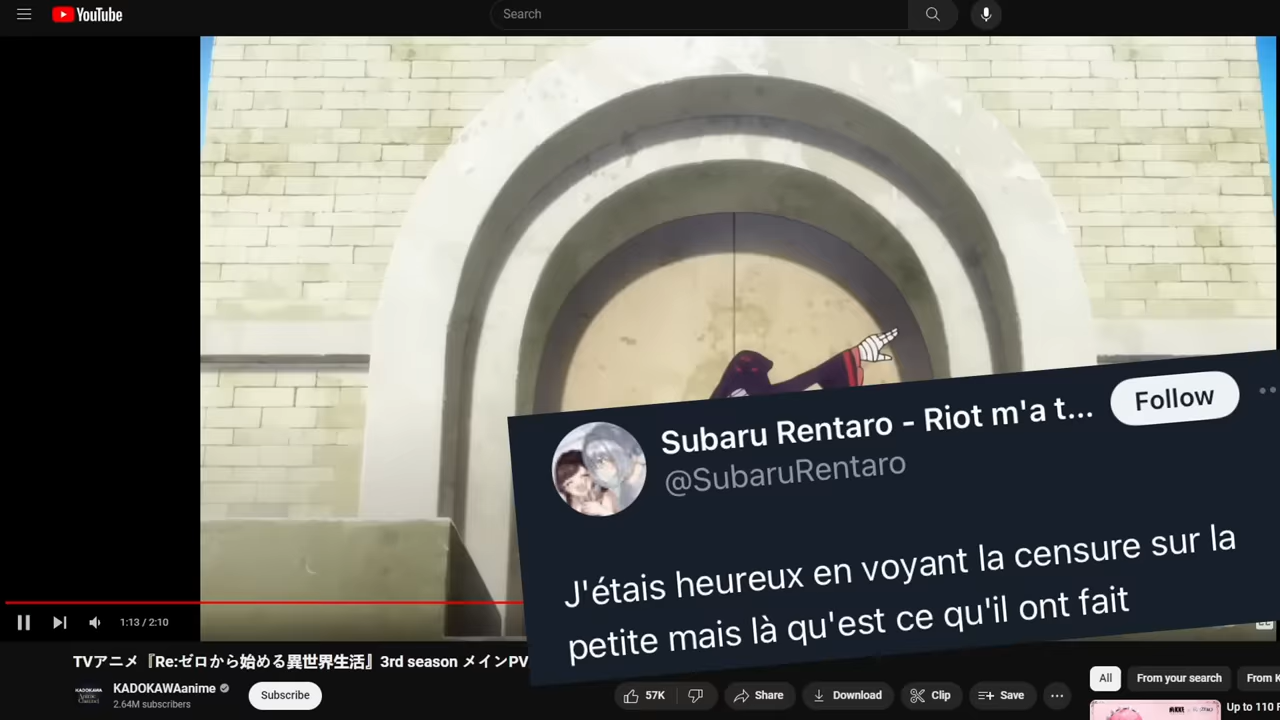 YouTube
Search
Subaru Rentaro - Riot m'a t...
Follow
@SubaruRentaro
J'étais heureux en voyant la censure sur la
petite mais là qu'est ce qu'il ont fait
1:13 / 2:10
TVアニメ『Re:ゼロから始める異世界生活』3rd season メインPV
KADOKAWAanime
2.64M subscribers
Subscribe
57K
Share
Download
Clip
Save
All
From your search
From K
KADOKAWA
Up to 110 F